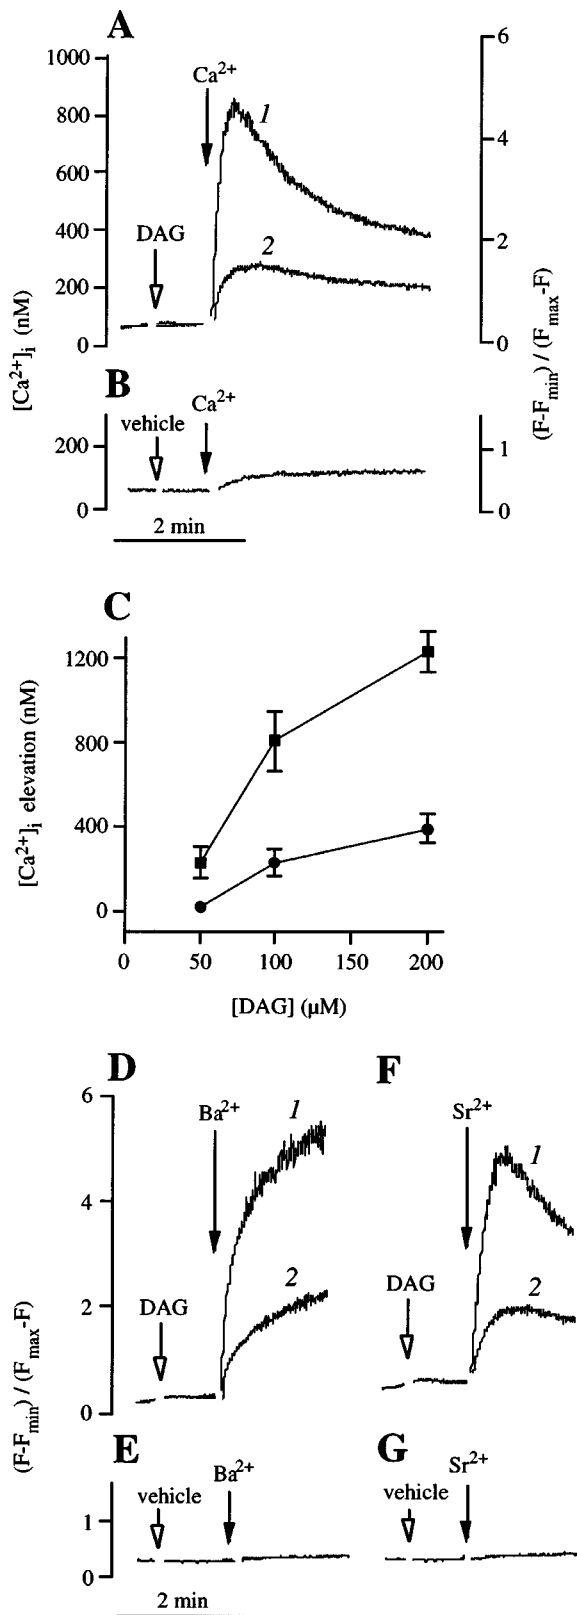 A
1000
800
600
400
200
0
[Ca²⁺]ᵢ (nM)
DAG
Ca²⁺
1
2
6
4
2
0
(F-Fmin) / (Fmax-F)
B
200
0
vehicle
Ca²⁺
1
0
2 min
C
1200
800
400
0
[Ca²⁺]ᵢ elevation (nM)
0 50 100 150 200
[DAG] (µM)
D
6
4
2
0
(F-Fmin) / (Fmax-F)
DAG
Ba²⁺
1
2
F
DAG
Sr²⁺
1
2
E
1
0
vehicle
Ba²⁺
2 min
G
vehicle
Sr²⁺